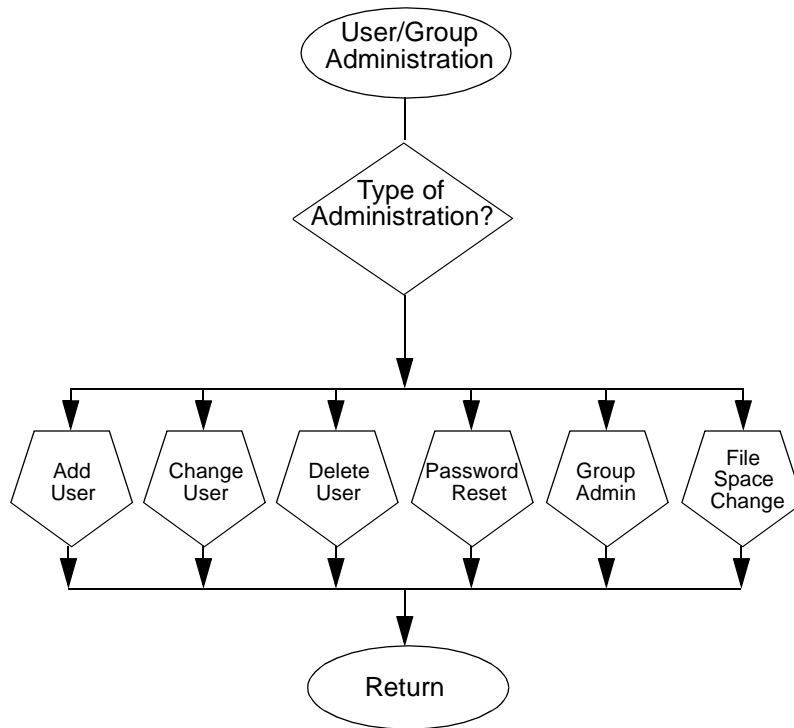 User/Group
Administration
Type of
Administration?
Add
User
Change
User
Delete
User
Password
Reset
Group
Admin
File
Space
Change
Return